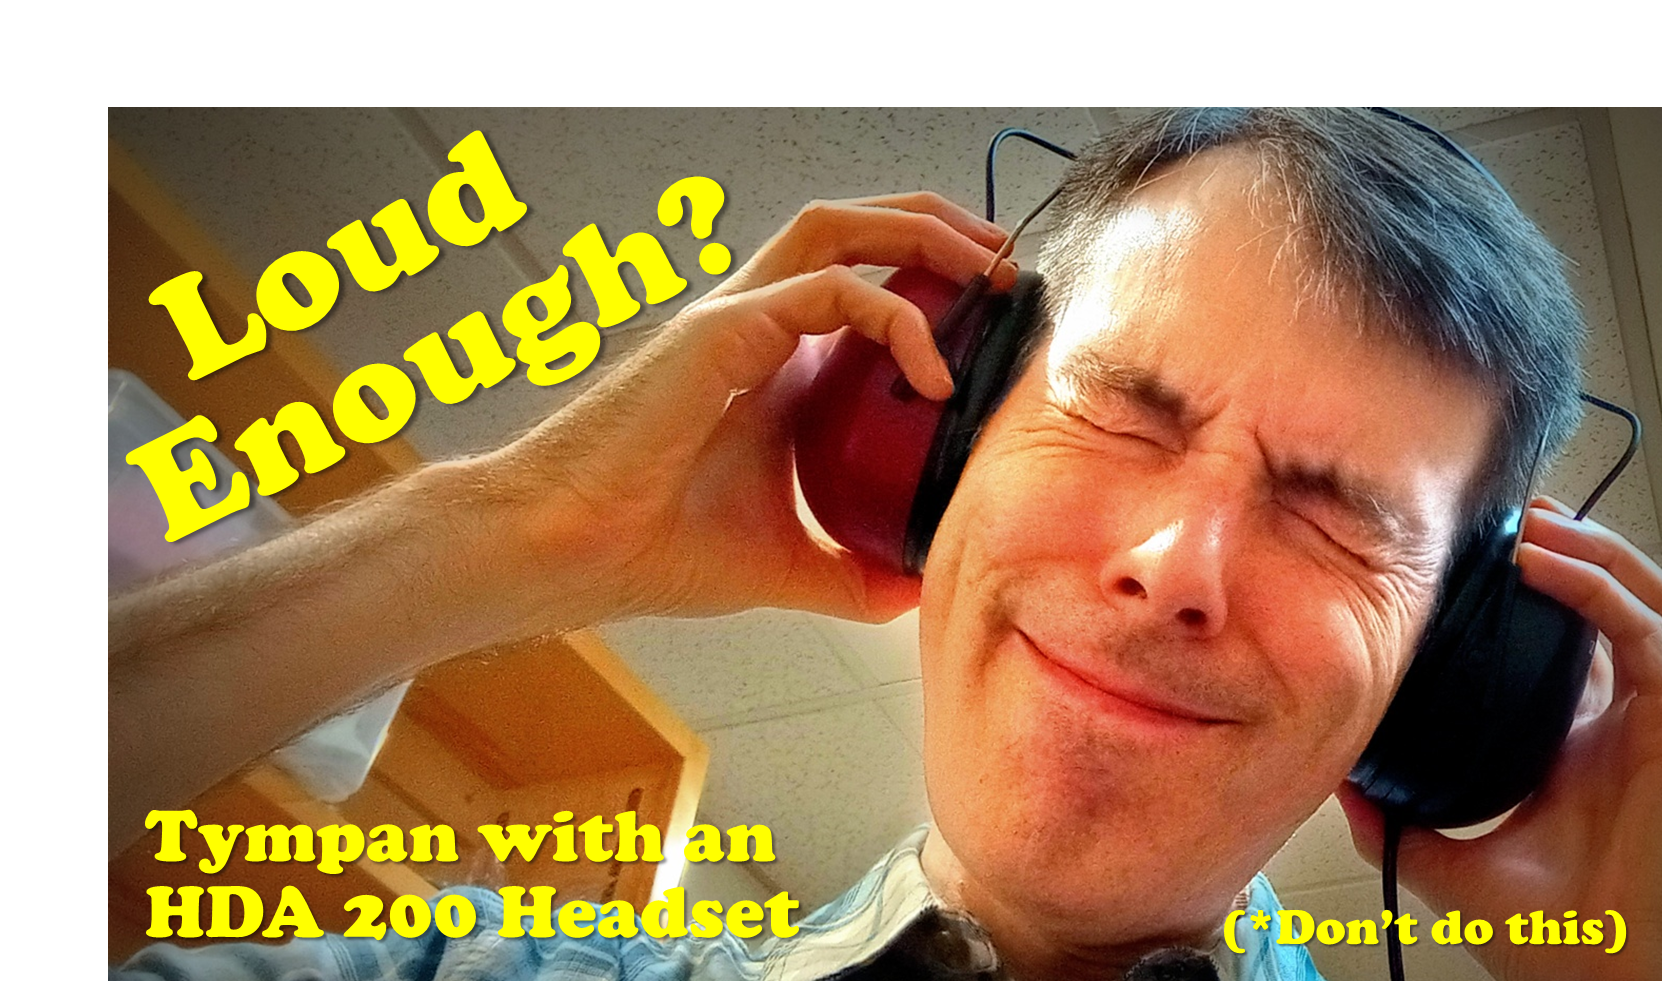 Loud
Enough?
Tympan with an
HDA 200 Headset
(*Don't do this)